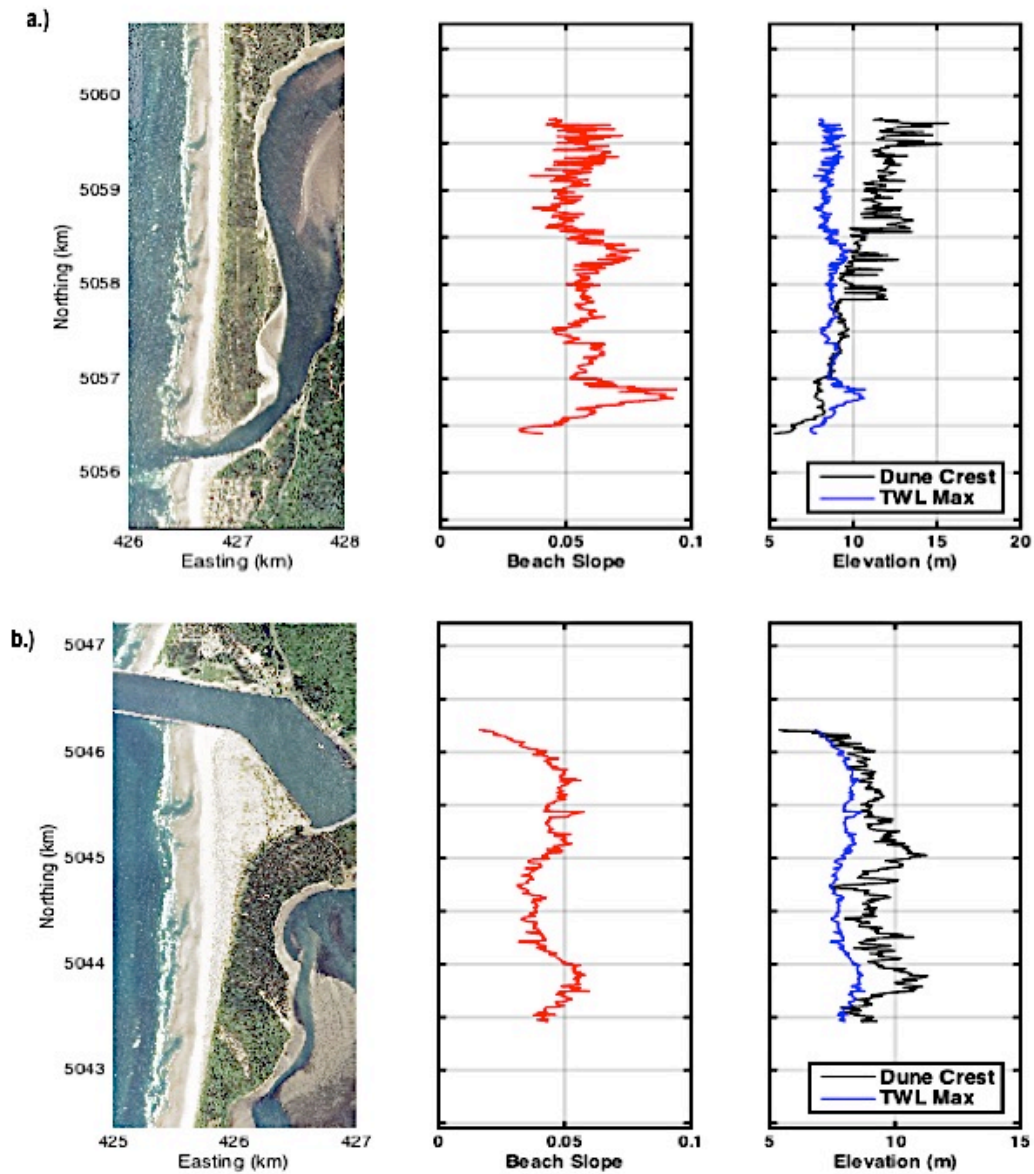 a.)
5060
5059
5058
5057
5056
Northing (km)
426 427 428
Easting (km)
0 0.05 0.1
Beach Slope
Dune Crest
TWL Max
5 10 15 20
Elevation (m)
b.)
5047
5046
5045
5044
5043
Northing (km)
425 426 427
Easting (km)
0 0.05 0.1
Beach Slope
Dune Crest
TWL Max
5 10 15
Elevation (m)